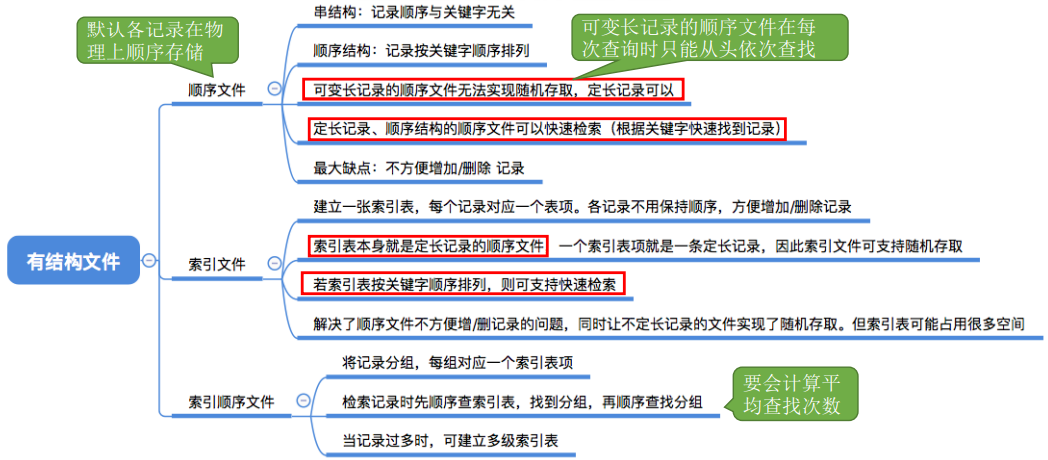 默认各记录在物
理上顺序存储
串结构：记录顺序与关键字无关
可变长记录的顺序文件在每
次查询时只能从头依次查找
顺序结构：记录按关键字顺序排列
顺序文件
可变长记录的顺序文件无法实现随机存取，定长记录可以
定长记录、顺序结构的顺序文件可以快速检索（根据关键字快速找到记录）
最大缺点：不方便增加/删除 记录
建立一张索引表，每个记录对应一个表项。各记录不用保持顺序，方便增加/删除记录
有结构文件
索引文件
索引表本身就是定长记录的顺序文件 一个索引表项就是一条定长记录，因此索引文件可支持随机存取
若索引表按关键字顺序排列，则可支持快速检索
解决了顺序文件不方便增/删记录的问题，同时让不定长记录的文件实现了随机存取。但索引表可能占用很多空间
将记录分组，每组对应一个索引表项
索引顺序文件
检索记录时先顺序查索引表，找到分组，再顺序查找分组
要会计算平
均查找次数
当记录过多时，可建立多级索引表